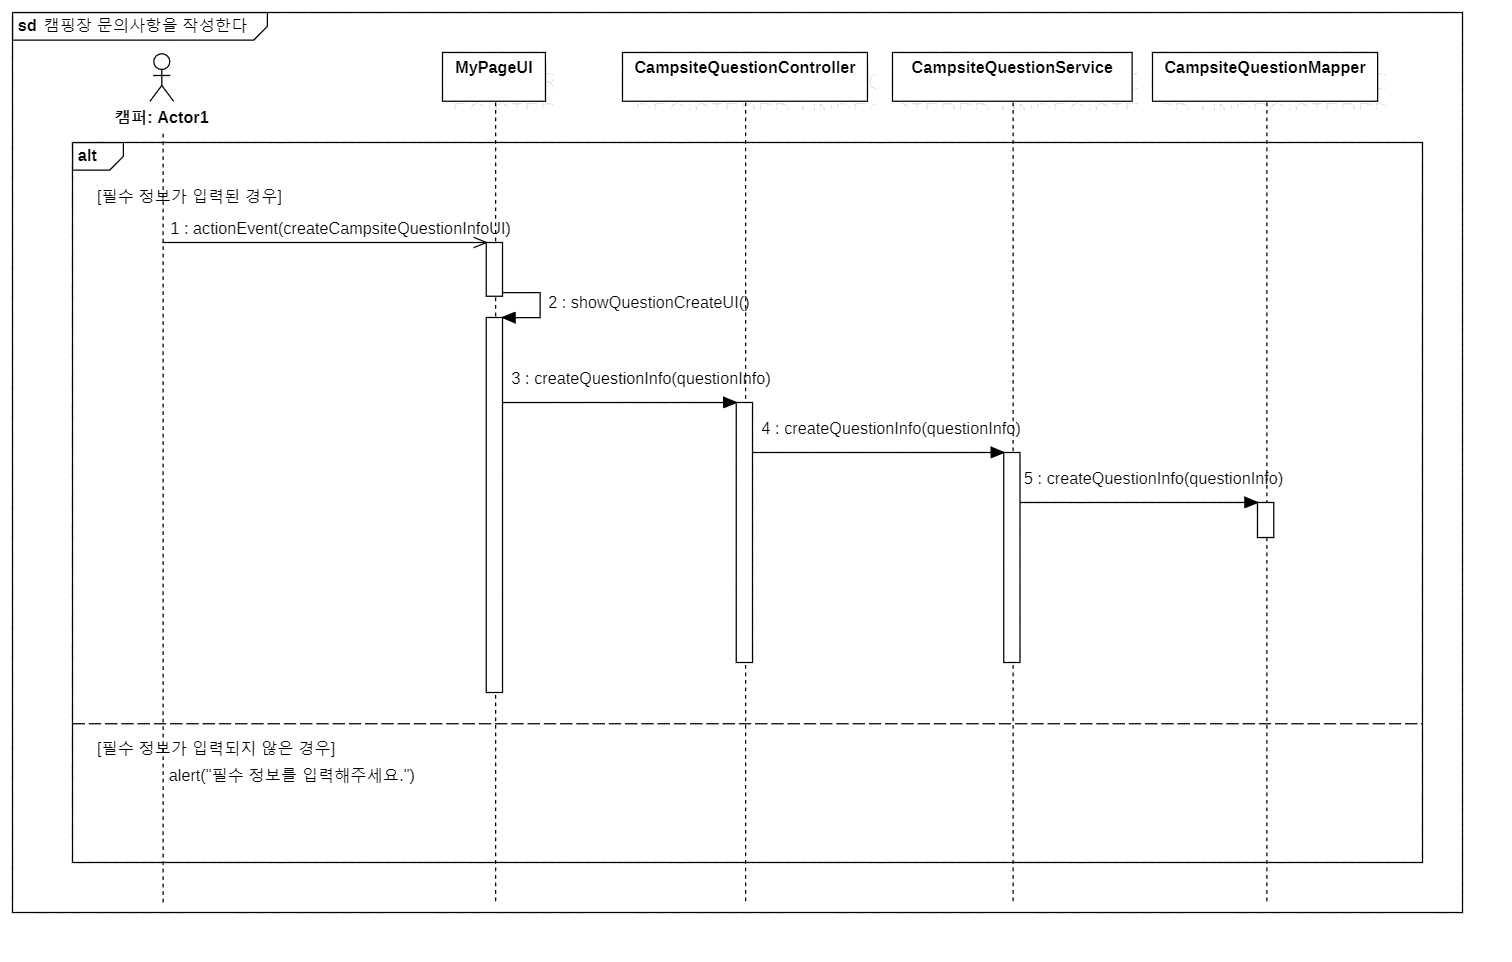 sd 캠핑장 문의사항을 작성한다
캠퍼: Actor1
MyPageUI
CampsiteQuestionController
CampsiteQuestionService
CampsiteQuestionMapper
alt
[필수 정보가 입력된 경우]
1 : actionEvent(createCampsiteQuestionInfoUI)
2 : showQuestionCreateUI()
3 : createQuestionInfo(questionInfo)
4 : createQuestionInfo(questionInfo)
5 : createQuestionInfo(questionInfo)
[필수 정보가 입력되지 않은 경우]
alert("필수 정보를 입력해주세요.")